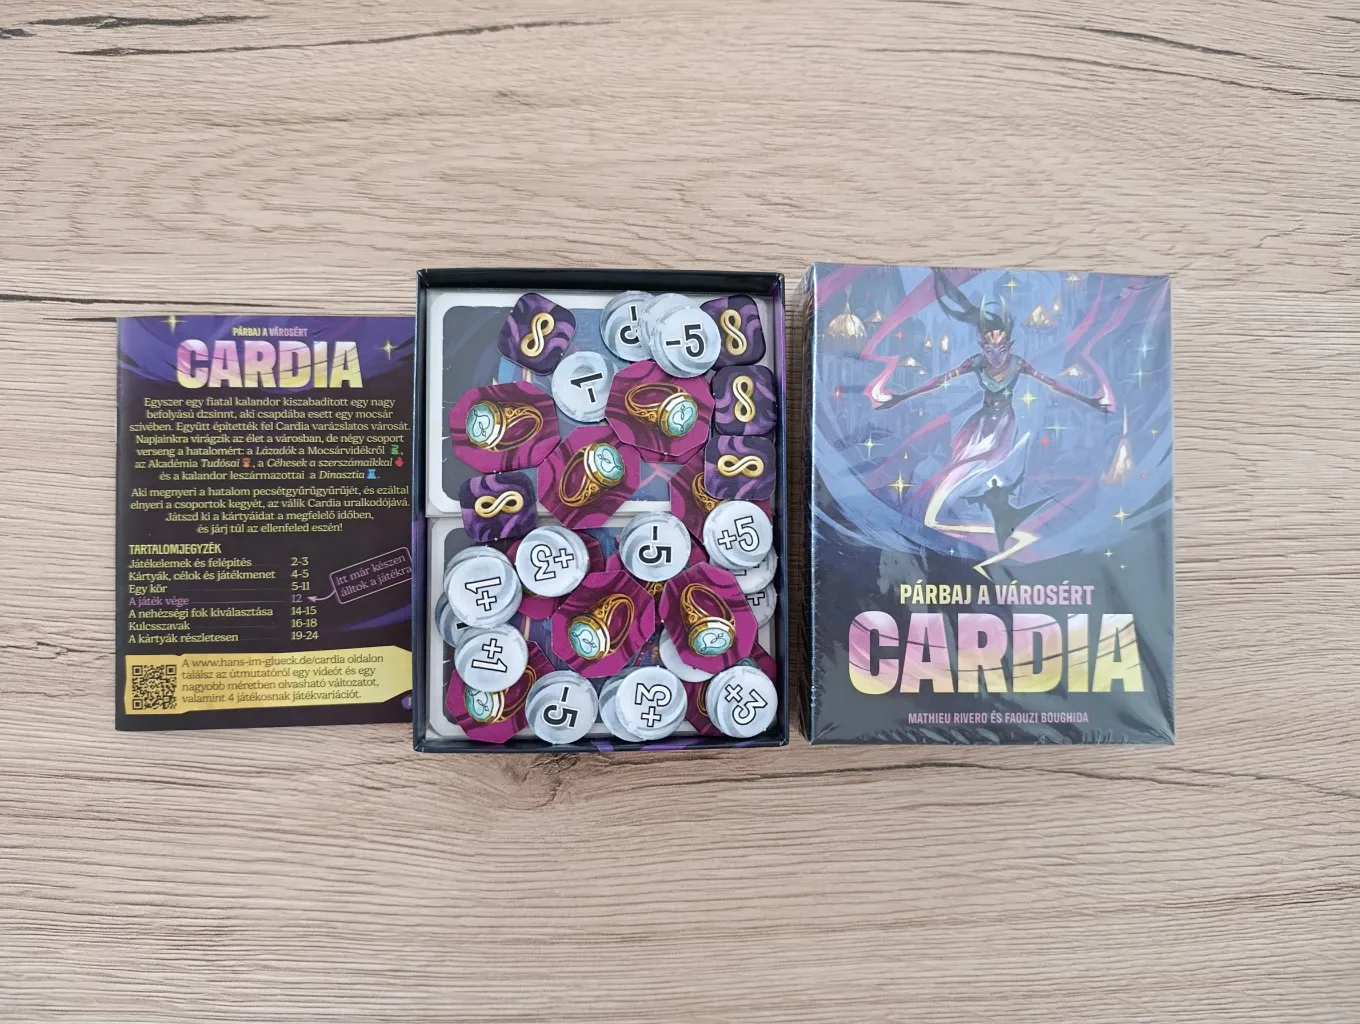 PÁRBAJ A VÁROSÉRT
CARDIA
Egyszer egy fiatal kalandor kiszabadított egy nagy
befolyású dzsinnt, aki csapdába esett egy mocsár
szívében. Együtt építették fel Cardia varázslatos városát.
Napjainkra virágzik az élet a városban, de négy csoport
verseng a hatalomért: a Lázadók a Mocsárvidékről,
az Akadémia Tudósai, a Céhesek a szerszámaikkal
és a kalandor leszármazottai a Dinasztia.
Aki megnyeri a hatalom pecsétgyűrűgyűrűjét, és ezáltal
elnyeri a csoportok kegyét, az válik Cardia uralkodójává.
Játszd ki a kártyáidat a megfelelő időben,
és járj túl az ellenfeled eszén!
TARTALOMJEGYZÉK
Játékelemek és felépítés 2-3
Kártyák, célok és játékmenet 4-5
Egy kör 5-11
A játék vége 12
A nehézségi fok kiválasztása 14-15
Kulcsszavak 16-18
A kártyák részletesen 19-24
itt már készen
álltok a játékra
A www.hans-im-glueck.de/cardia oldalon
találsz az útmutatóról egy videót és egy
nagyobb méretben olvasható változatot,
valamint 4 játékosnak játékvariációt.
-5
-1
+5
-5
+3
+1
+1
-5
+3
+3
PÁRBAJ A VÁROSÉRT
CARDIA
MATHIEU RIVERO ÉS FAOUZI BOUGHIDA